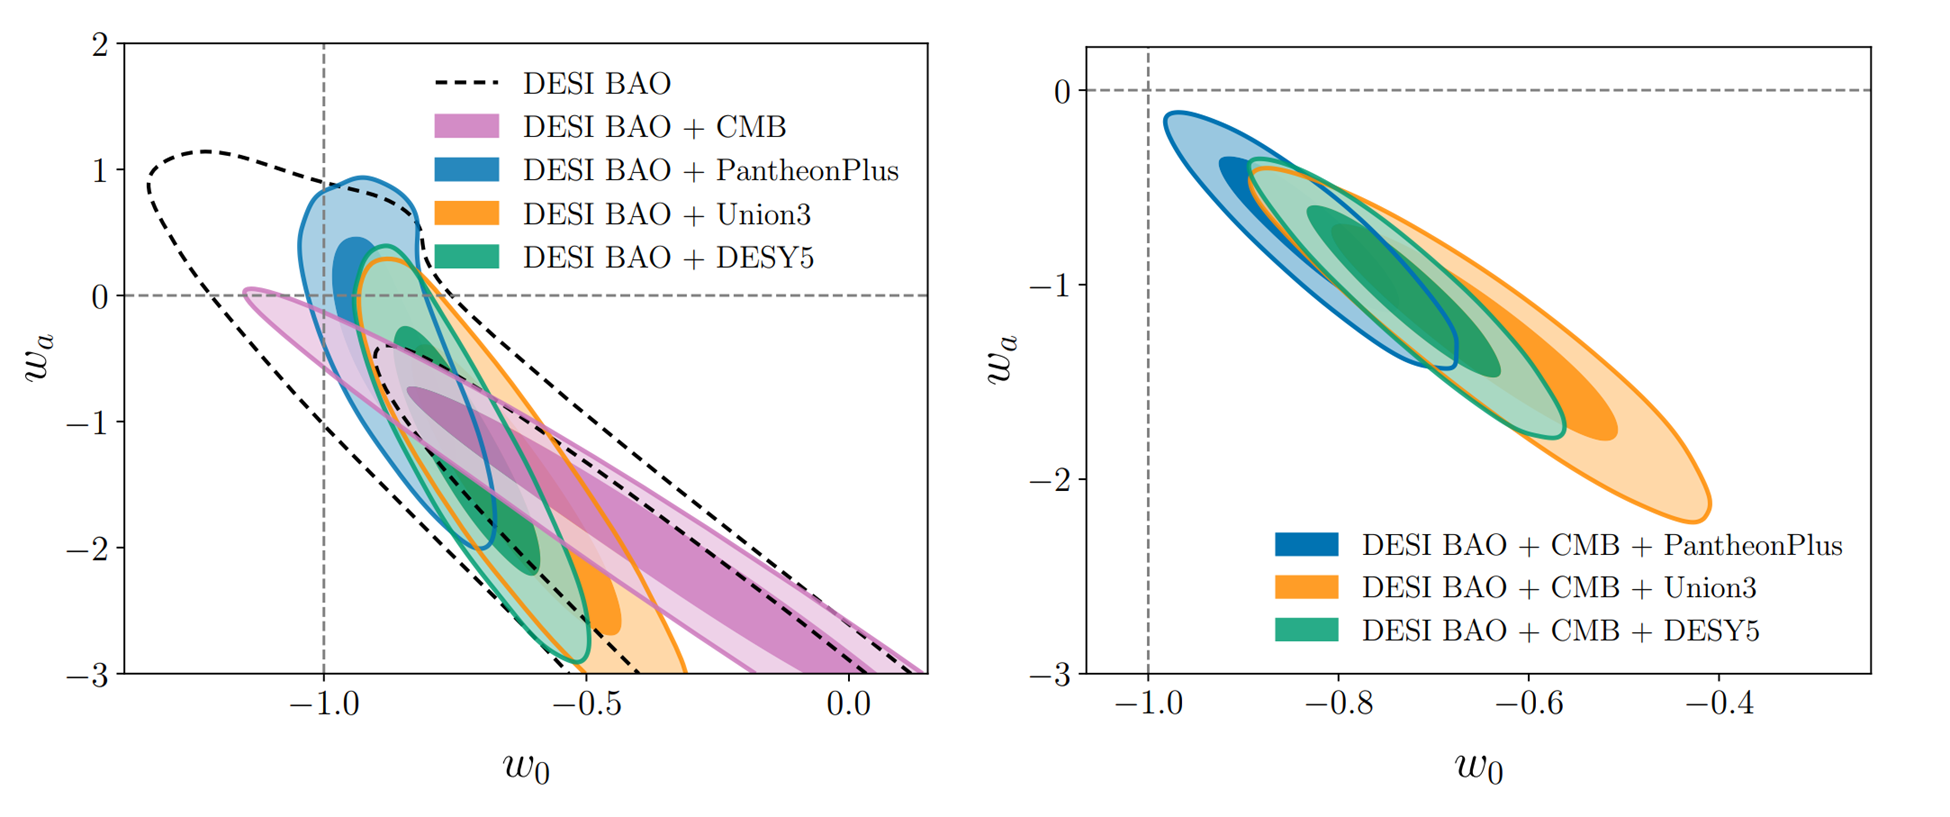 2
1
0
−1
−2
−3
w_a
−1.0
−0.5
0.0
w_0
DESI BAO
DESI BAO + CMB
DESI BAO + PantheonPlus
DESI BAO + Union3
DESI BAO + DESY5
0
−1
−2
−3
w_a
−1.0
−0.8
−0.6
−0.4
w_0
DESI BAO + CMB + PantheonPlus
DESI BAO + CMB + Union3
DESI BAO + CMB + DESY5